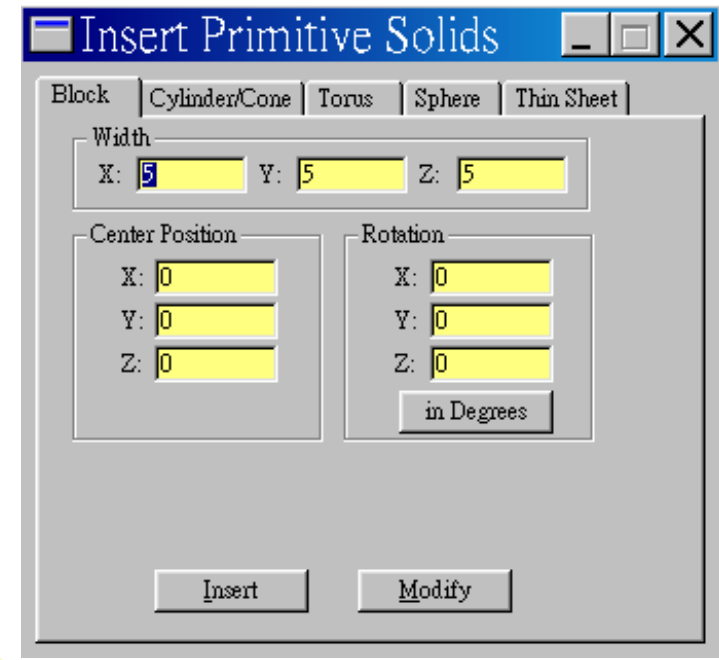 Insert Primitive Solids
Block Cylinder/Cone Torus Sphere Thin Sheet
Width
X: 5 Y: 5 Z: 5
Center Position
X: 0
Y: 0
Z: 0
Rotation
X: 0
Y: 0
Z: 0
in Degrees
Insert Modify